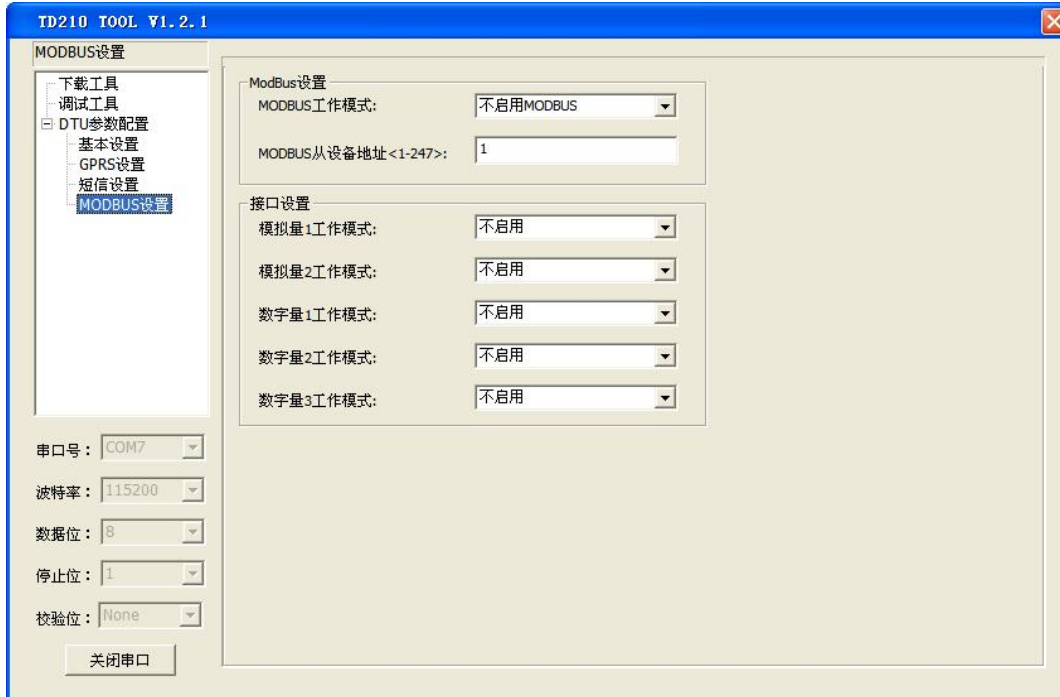 TD210 TOOL V1.2.1
MODBUS设置
下载工具
调试工具
DTU参数配置
基本设置
GPRS设置
短信设置
MODBUS设置
串口号： COM7
波特率： 115200
数据位： 8
停止位： 1
校验位： None
关闭串口
ModBus设置
MODBUS工作模式: 不启用MODBUS
MODBUS从设备地址<1-247>: 1
接口设置
模拟量1工作模式: 不启用
模拟量2工作模式: 不启用
数字量1工作模式: 不启用
数字量2工作模式: 不启用
数字量3工作模式: 不启用